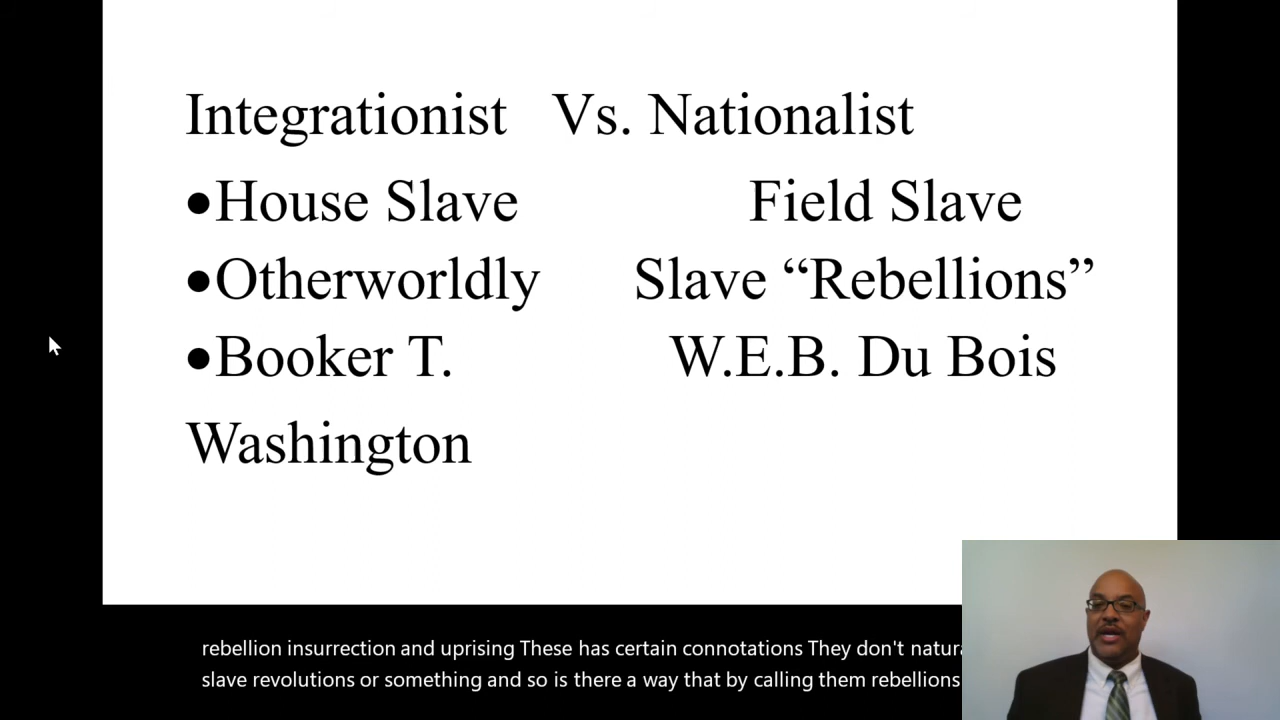 Integrationist Vs. Nationalist
•House Slave Field Slave
•Otherworldly Slave “Rebellions”
•Booker T. W.E.B. Du Bois
Washington
rebellion insurrection and uprising These has certain connotations They don't
slave revolutions or something and so is there a way that by calling them rebellions